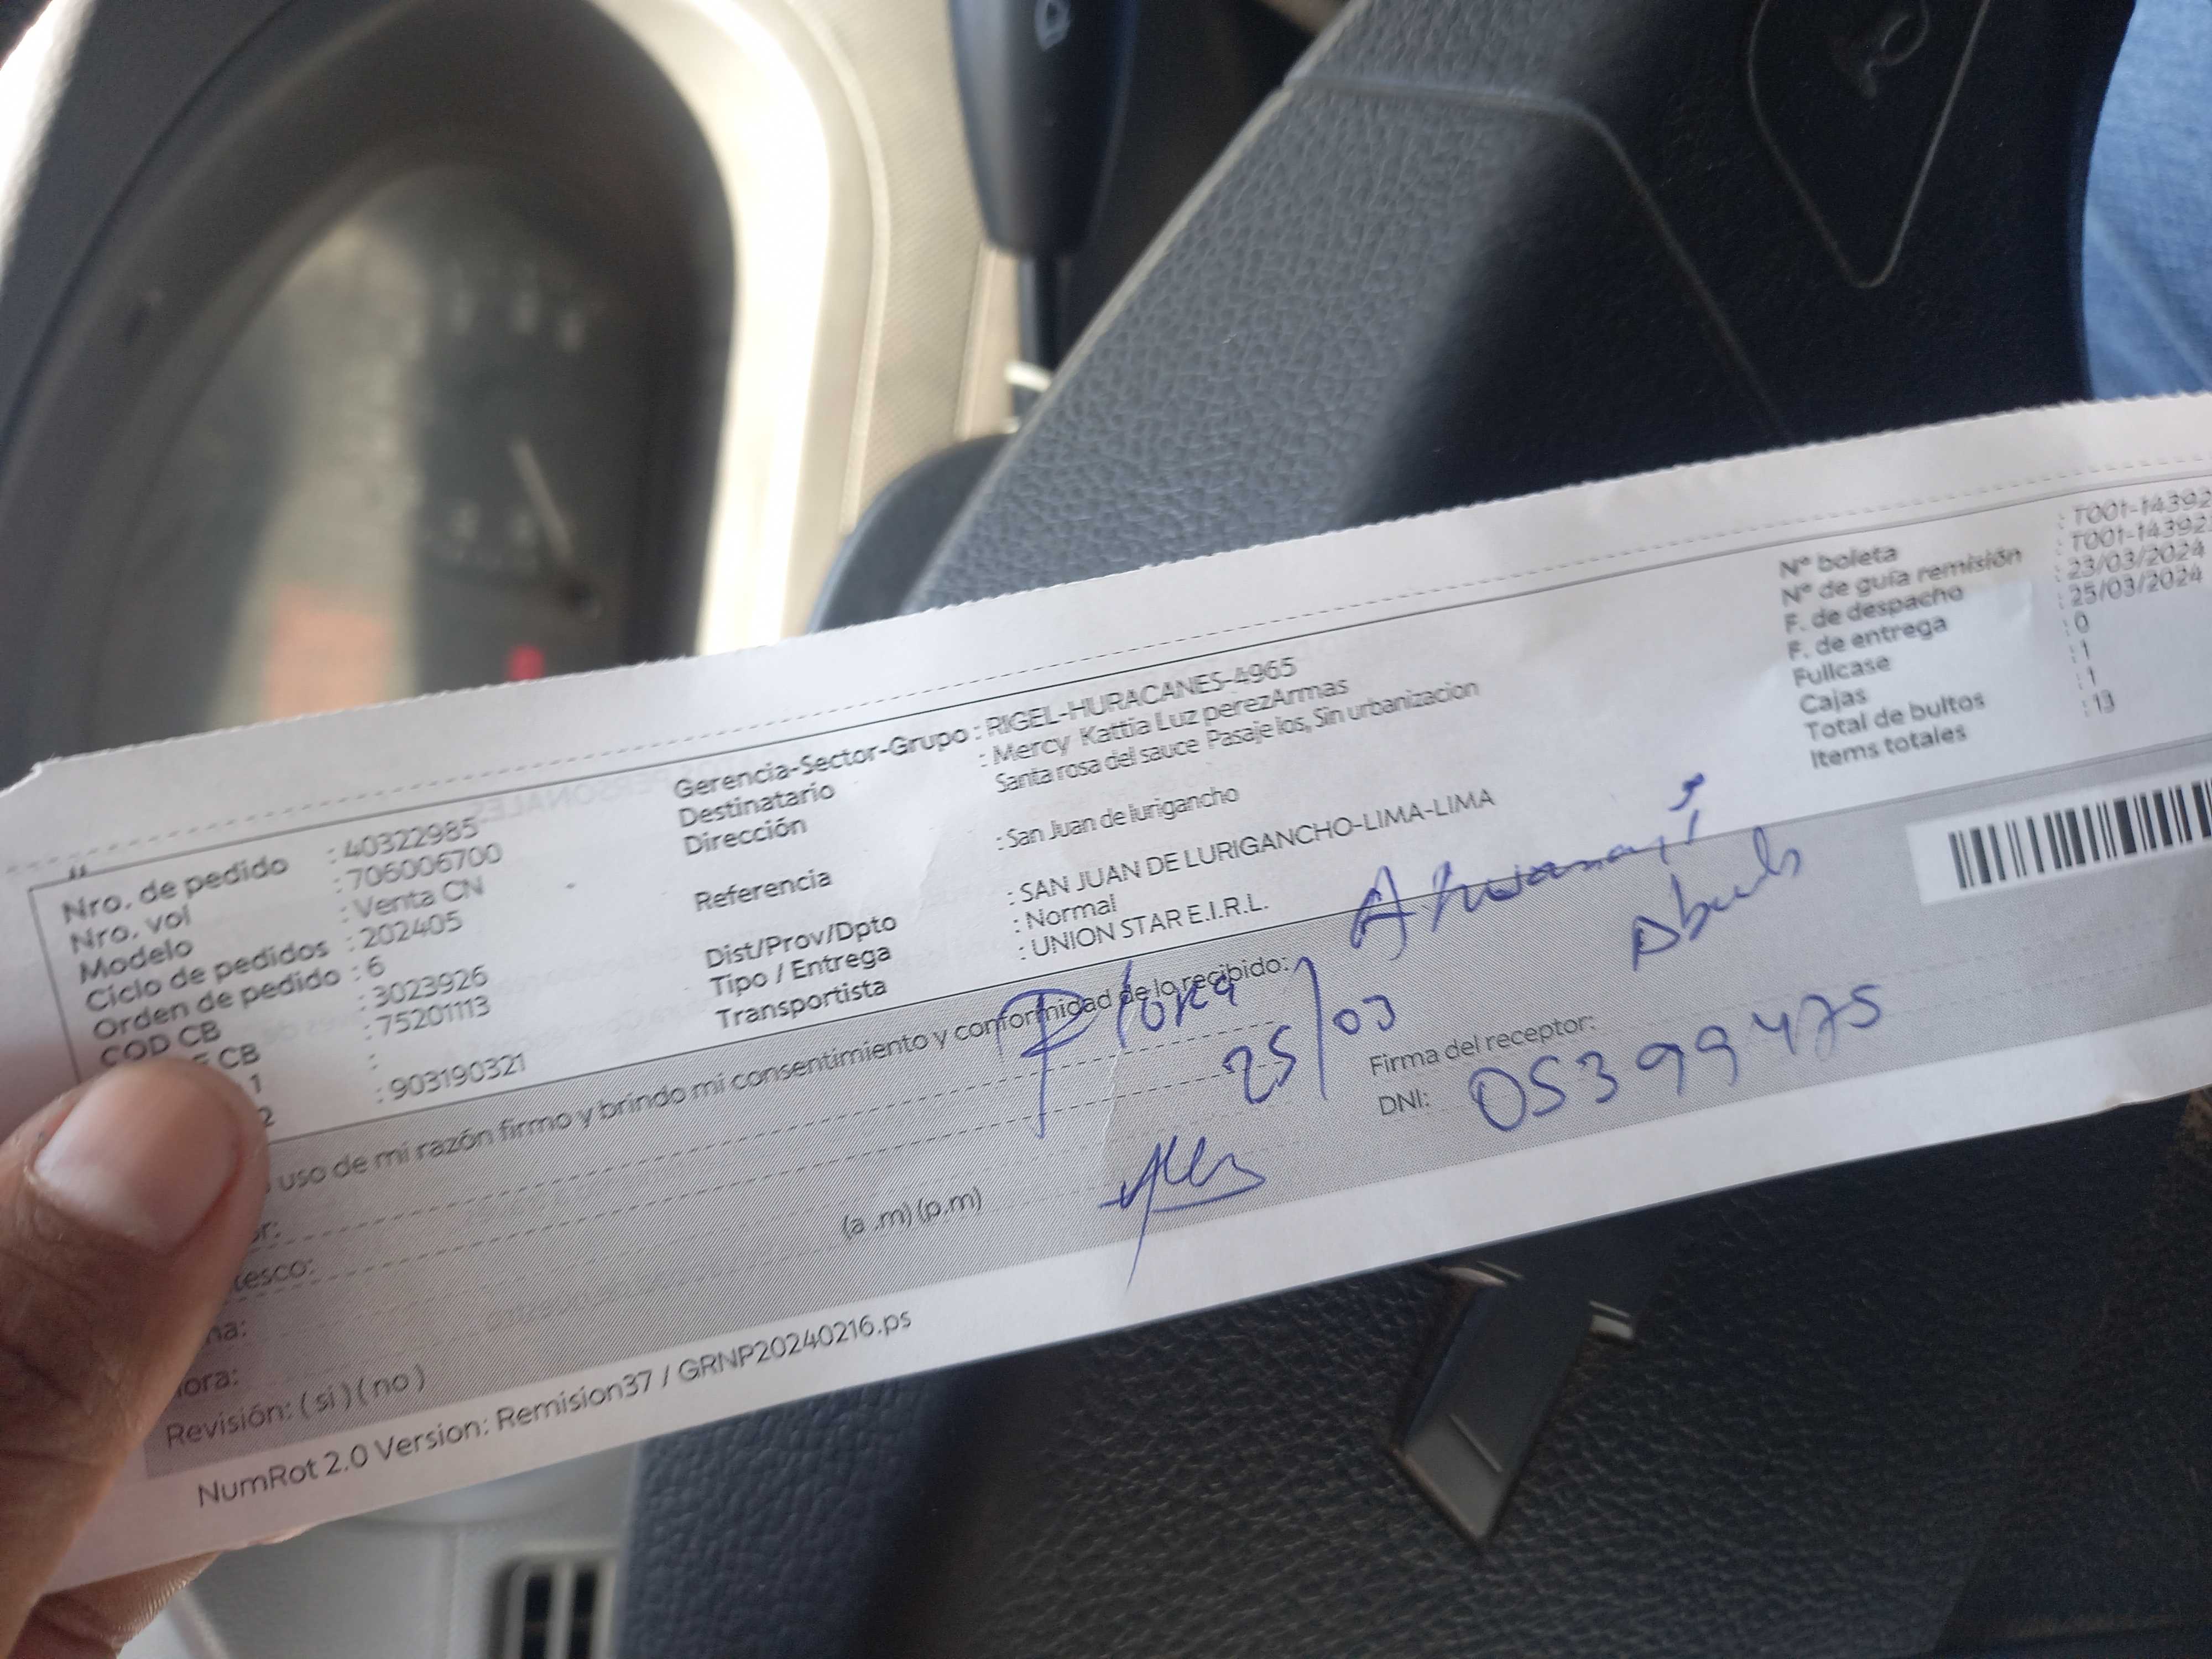 Nro. de pedido : 40322985
Nro. vol : 706006700
Modelo : Venta CN
Ciclo de pedidos : 202405
Orden de pedido : 6
COD CB : 3023926
CB : 75201113
1 :
2 : 903190321
Gerencia-Sector-Grupo : RIGEL-HURACANES-4965
Destinatario : Mercy Kattia Luz perezArmas
Dirección Santa rosa del sauce Pasaje los, Sin urbanizacion
: San Juan de lurigancho
Referencia
Dist/Prov/Dpto : SAN JUAN DE LURIGANCHO-LIMA-LIMA
Tipo / Entrega : Normal
Transportista : UNION STAR E.I.R.L.
N° boleta : T001-14392
N° de guía remisión : T001-14392
F. de despacho : 23/03/2024
F. de entrega : 25/03/2024
Fullcase : 0
Cajas : 1
Total de bultos : 1
Items totales : 13
uso de mi razón firmo y brindo mi consentimiento y conformidad de lo recibido:
25/03
Firma del receptor:
DNI: 05399475
(a .m) (p.m)
Revisión: ( si ) ( no )
NumRot 2.0 Version: Remision37 / GRNP20240216.ps